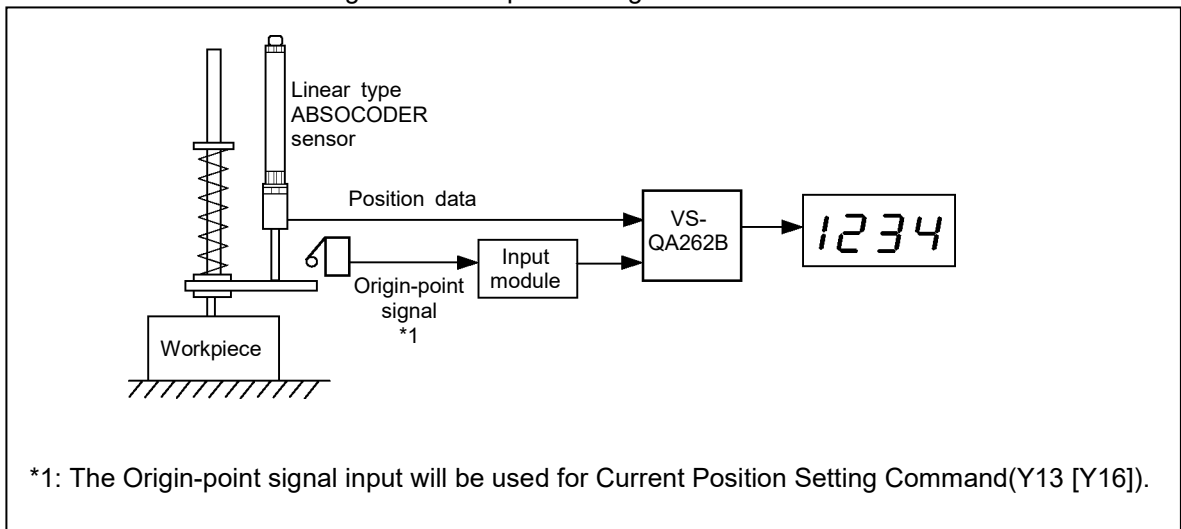 Linear type
ABSOCODER
sensor
Position data
VS-
QA262B
1234
Input
module
Origin-point
signal
*1
Workpiece
*1: The Origin-point signal input will be used for Current Position Setting Command(Y13 [Y16]).